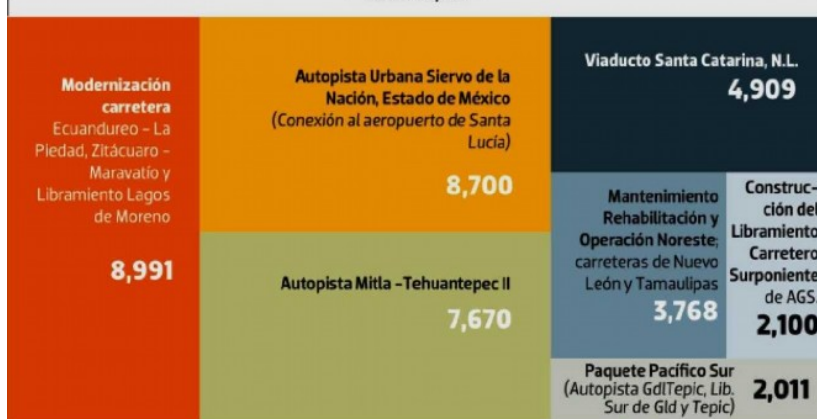 Modernización
carretera
Ecuandureo - La
Piedad, Zitácuaro -
Maravatío y
Libramiento Lagos
de Moreno
8,991
Autopista Urbana Siervo de la
Nación, Estado de México
(Conexión al aeropuerto de Santa
Lucía)
8,700
Autopista Mitla -Tehuantepec II
7,670
Viaducto Santa Catarina, N.L.
4,909
Mantenimiento
Rehabilitación y
Operación Noreste;
carreteras de Nuevo
León y Tamaulipas
3,768
Construc-
ción del
Libramiento
Carretero
Surponiente
de AGS.
2,100
Paquete Pacífico Sur
(Autopista GdlTepic, Lib.
Sur de Gld y Tepic)
2,011